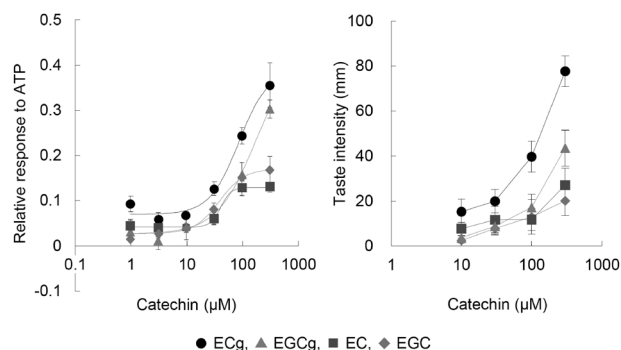 0.5
0.4
0.3
0.2
0.1
0
-0.1
Relative response to ATP
0.1 1 10 100 1000
Catechin (µM)
100
80
60
40
20
0
Taste intensity (mm)
1 10 100 1000
Catechin (µM)
ECg, EGCg, EC, EGC